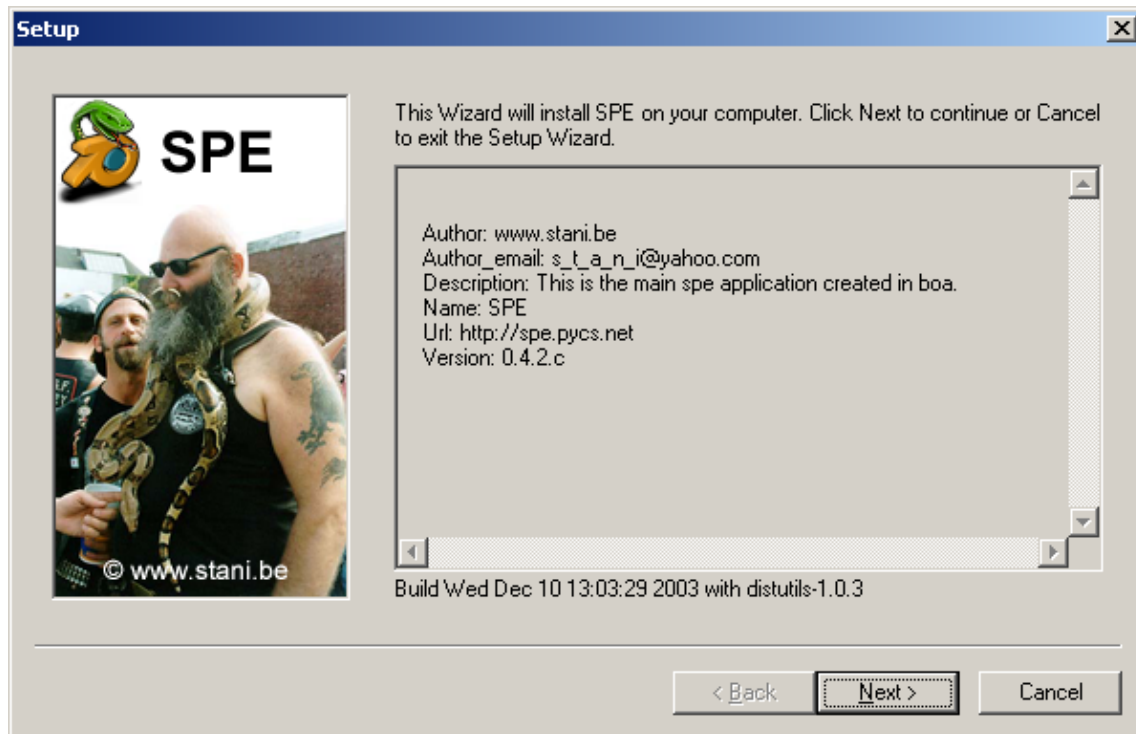 Setup
SPE
© www.stani.be
This Wizard will install SPE on your computer. Click Next to continue or Cancel
to exit the Setup Wizard.
Author: www.stani.be
Author_email: s_t_a_n_i@yahoo.com
Description: This is the main spe application created in boa.
Name: SPE
Url: http://spe.pycs.net
Version: 0.4.2.c
Build Wed Dec 10 13:03:29 2003 with distutils-1.0.3
< Back
Next >
Cancel